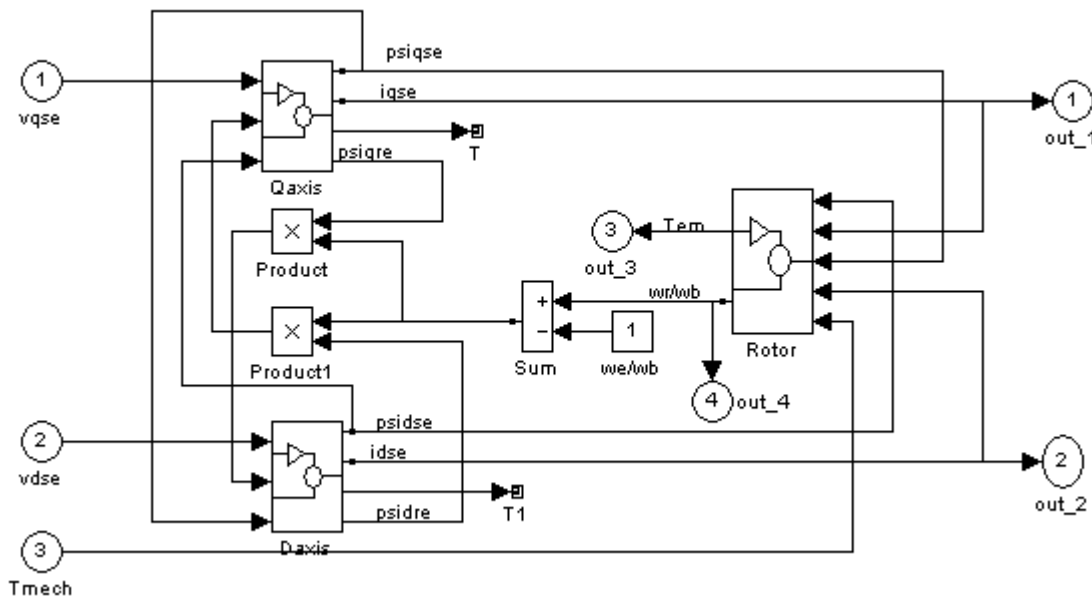 psiqse
1
vqse
iqse
1
out_1
T
psiqre
Qaxis
×
Product
3
out_3
Tem
wr/wb
+
−
1
Sum
we/wb
Rotor
×
Product1
4
out_4
psidse
2
vdse
idse
2
out_2
T1
psidre
Daxis
3
Tmech